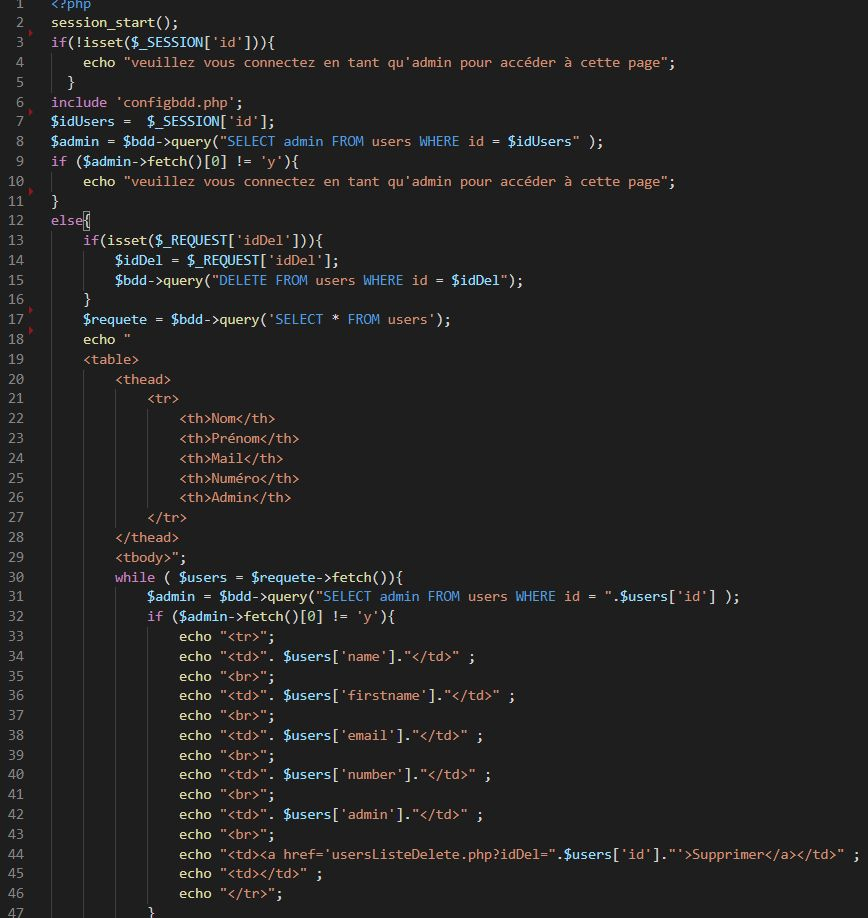 1 <?php
2 session_start();
3 if(!isset($_SESSION['id'])){
4     echo "veuillez vous connectez en tant qu'admin pour accéder à cette page";
5   }
6 include 'configbdd.php';
7 $idUsers =  $_SESSION['id'];
8 $admin = $bdd->query("SELECT admin FROM users WHERE id = $idUsers" );
9 if ($admin->fetch()[0] != 'y'){
10     echo "veuillez vous connectez en tant qu'admin pour accéder à cette page";
11 }
12 else{
13     if(isset($_REQUEST['idDel'])){
14         $idDel = $_REQUEST['idDel'];
15         $bdd->query("DELETE FROM users WHERE id = $idDel");
16     }
17     $requete = $bdd->query('SELECT * FROM users');
18     echo "
19     <table>
20         <thead>
21             <tr>
22                 <th>Nom</th>
23                 <th>Prénom</th>
24                 <th>Mail</th>
25                 <th>Numéro</th>
26                 <th>Admin</th>
27             </tr>
28         </thead>
29         <tbody>";
30         while ( $users = $requete->fetch()){
31             $admin = $bdd->query("SELECT admin FROM users WHERE id = ".$users['id'] );
32             if ($admin->fetch()[0] != 'y'){
33                 echo "<tr>";
34                 echo "<td>". $users['name']."</td>" ;
35                 echo "<br>";
36                 echo "<td>". $users['firstname']."</td>" ;
37                 echo "<br>";
38                 echo "<td>". $users['email']."</td>" ;
39                 echo "<br>";
40                 echo "<td>". $users['number']."</td>" ;
41                 echo "<br>";
42                 echo "<td>". $users['admin']."</td>" ;
43                 echo "<br>";
44                 echo "<td><a href='usersListeDelete.php?idDel=".$users['id']."'>Supprimer</a></td>" ;
45                 echo "<td></td>" ;
46                 echo "</tr>";
47             }